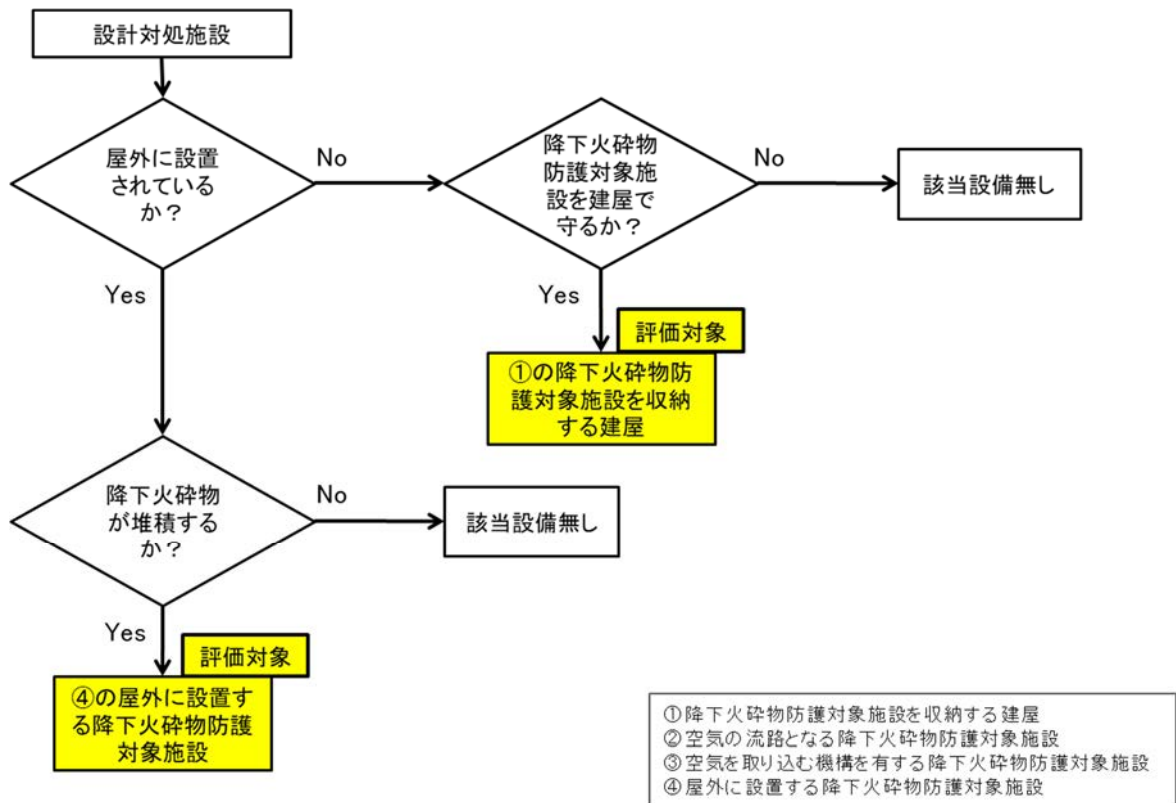 設計対処施設
屋外に設置
されているか
か？
No
降下火砕物
防護対象施
設を建屋で
守るか？
No
該当設備無し
Yes
Yes
評価対象
①の降下火砕物防
護対象施設を収納
する建屋
降下火砕物
が堆積する
か？
No
該当設備無し
Yes
評価対象
④の屋外に設置す
る降下火砕物防護
対象施設
①降下火砕物防護対象施設を収納する建屋
②空気の流路となる降下火砕物防護対象施設
③空気を取り込む機構を有する降下火砕物防護対象施設
④屋外に設置する降下火砕物防護対象施設